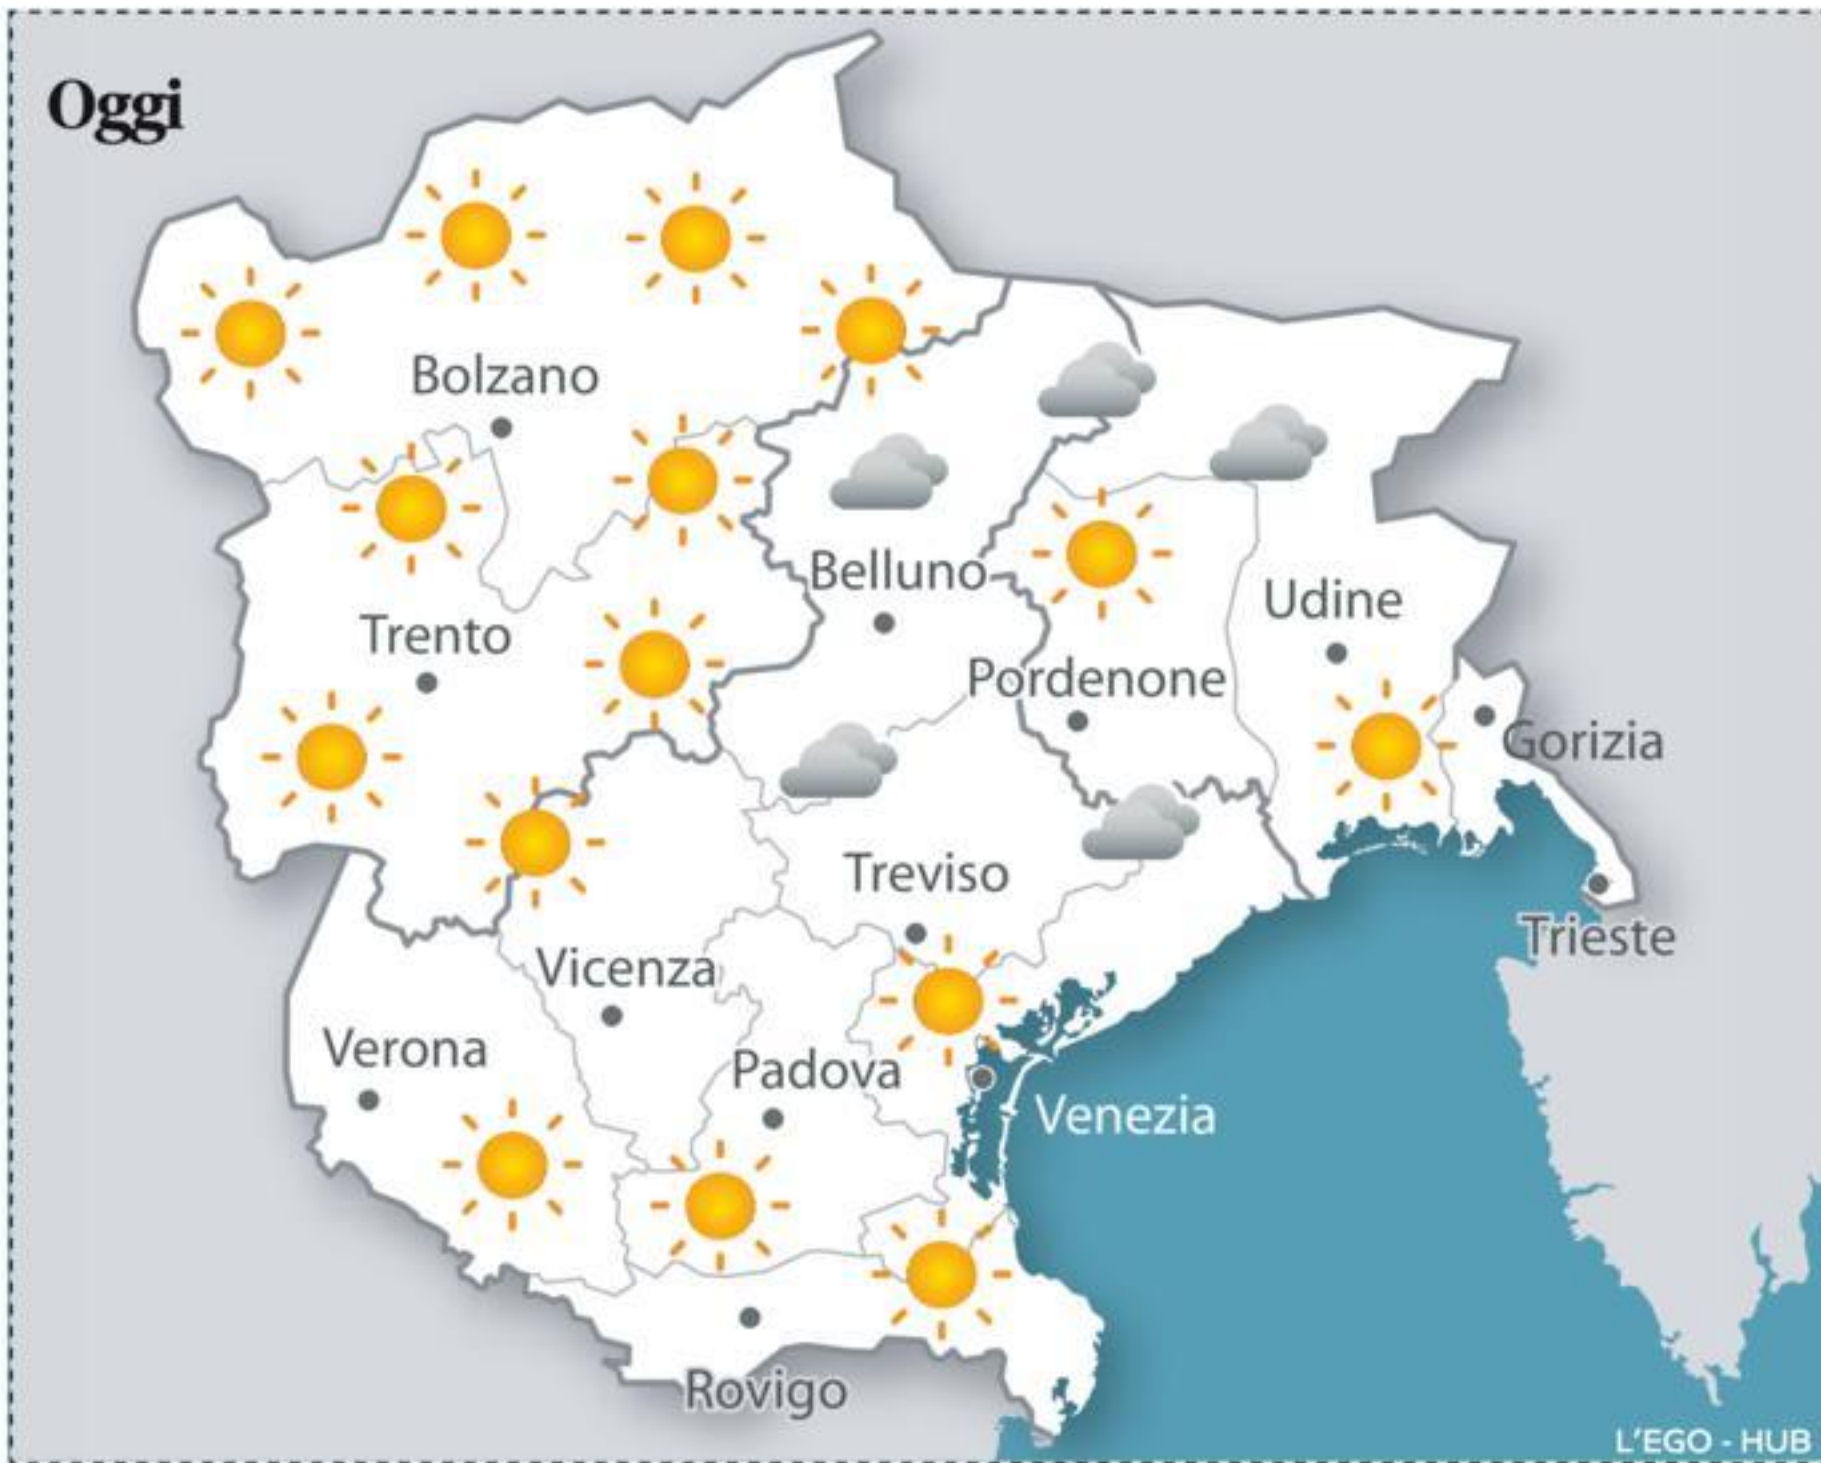 Oggi
Bolzano
Belluno
Udine
Trento
Pordenone
Gorizia
Treviso
Trieste
Vicenza
Verona
Padova
Venezia
Rovigo
L'EGO - HUB